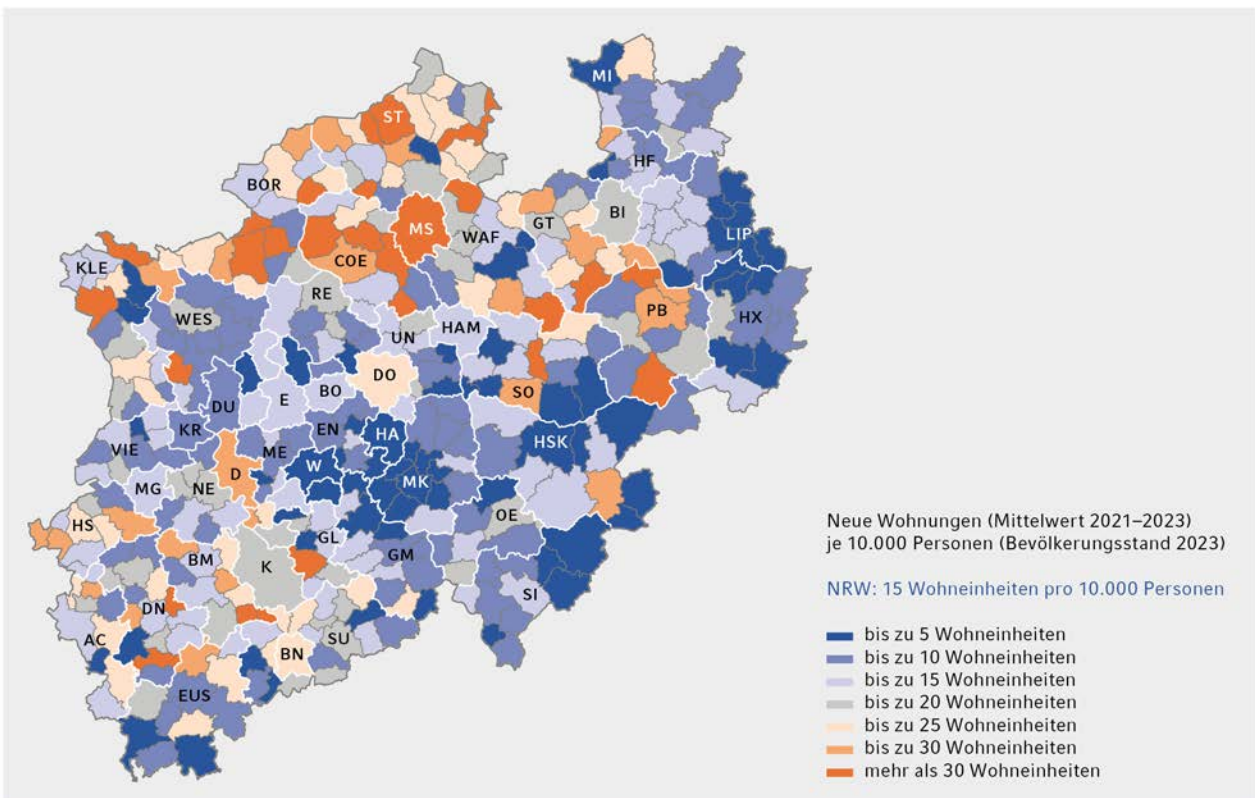 MI
ST
HF
BOR
BI
MS
GT
WAF
LIP
KLE
COE
RE
WES
PB
HX
UN
HAM
DO
SO
E
BO
DU
EN
HA
KR
HSK
VIE
ME
W
D
MK
MG
NE
OE
HS
GL
BM
GM
K
SI
DN
SU
AC
BN
EUS
Neue Wohnungen (Mittelwert 2021–2023)
je 10.000 Personen (Bevölkerungsstand 2023)
NRW: 15 Wohneinheiten pro 10.000 Personen
bis zu 5 Wohneinheiten
bis zu 10 Wohneinheiten
bis zu 15 Wohneinheiten
bis zu 20 Wohneinheiten
bis zu 25 Wohneinheiten
bis zu 30 Wohneinheiten
mehr als 30 Wohneinheiten